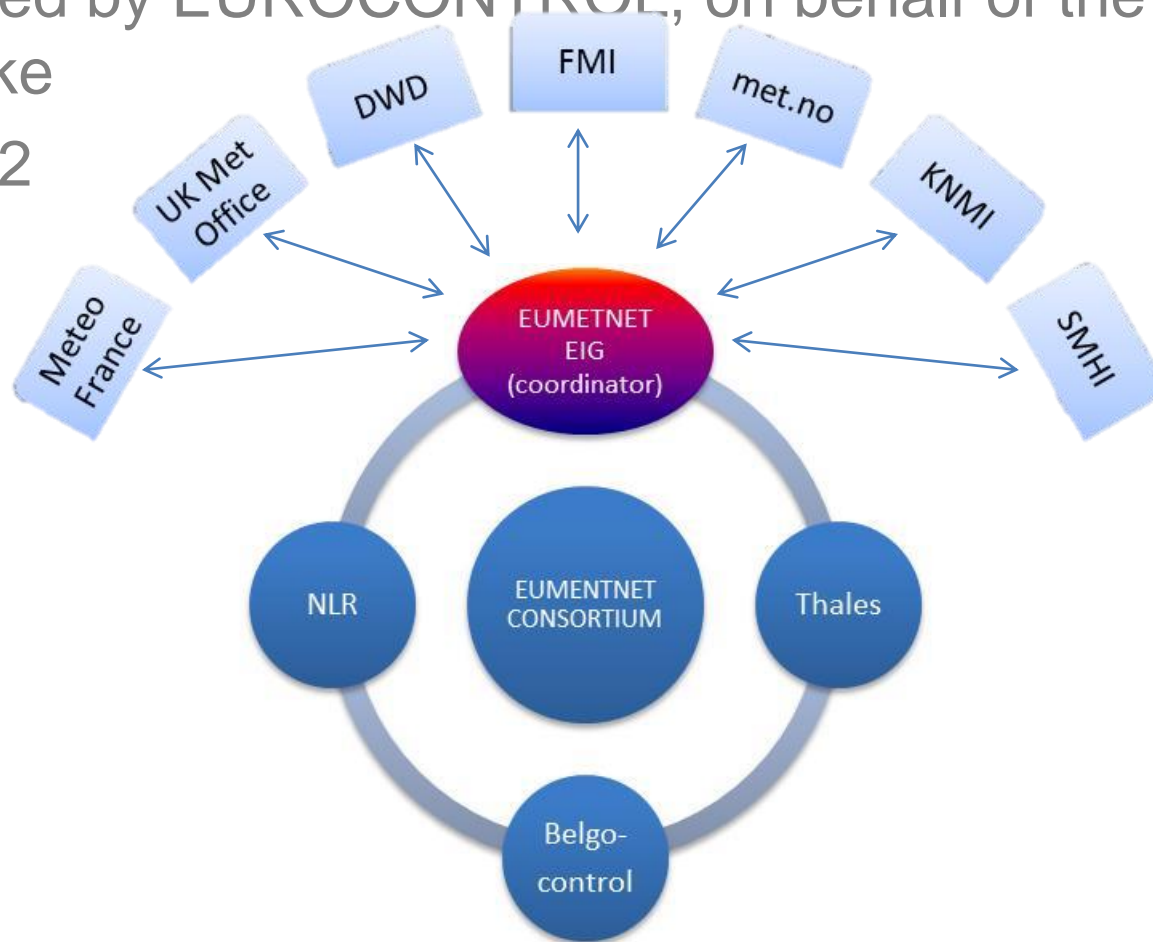 ed by EUROCONTROL, on behalf of the
ke
2
FMI
DWD
met.no
UK Met
Office
KNMI
Meteo
France
SMHI
EUMETNET
EIG
(coordinator)
NLR
EUMENTNET
CONSORTIUM
Thales
Belgo-
control